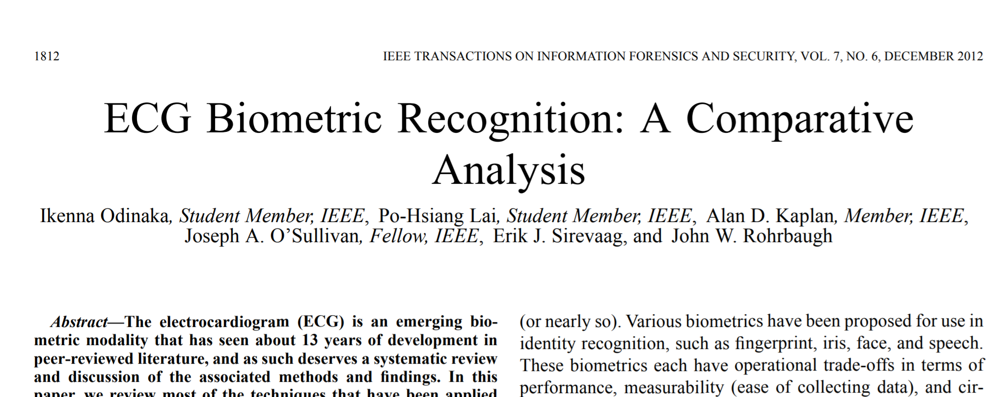 1812
IEEE TRANSACTIONS ON INFORMATION FORENSICS AND SECURITY, VOL. 7, NO. 6, DECEMBER 2012
ECG Biometric Recognition: A Comparative
Analysis
Ikenna Odinaka, Student Member, IEEE, Po-Hsiang Lai, Student Member, IEEE, Alan D. Kaplan, Member, IEEE,
Joseph A. O’Sullivan, Fellow, IEEE, Erik J. Sirevaag, and John W. Rohrbaugh
Abstract—The electrocardiogram (ECG) is an emerging bio-
metric modality that has seen about 13 years of development in
peer-reviewed literature, and as such deserves a systematic review
and discussion of the associated methods and findings. In this
paper, we review most of the techniques that have been applied
(or nearly so). Various biometrics have been proposed for use in
identity recognition, such as fingerprint, iris, face, and speech.
These biometrics each have operational trade-offs in terms of
performance, measurability (ease of collecting data), and cir-